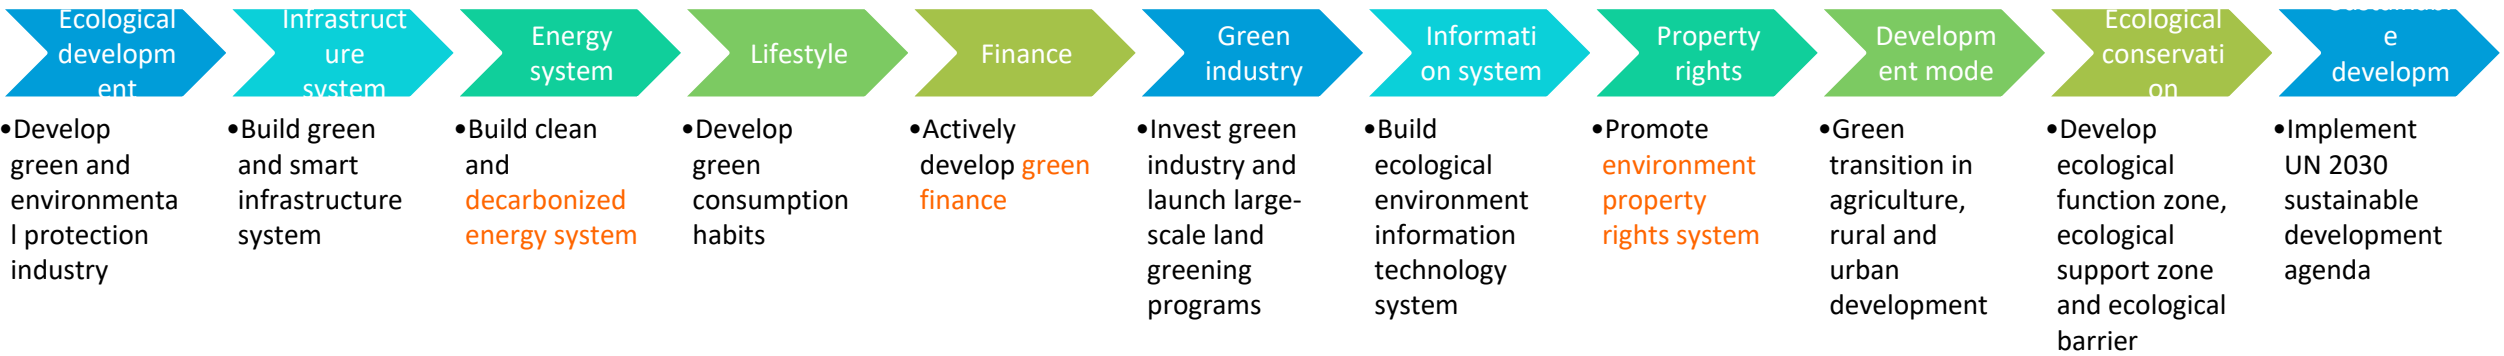 Ecological
developm
ent
•Develop
green and
environmenta
l protection
industry
Infrastruct
ure
system
•Build green
and smart
infrastructure
system
Energy
system
•Build clean
and
decarbonized
energy system
Lifestyle
•Develop
green
consumption
habits
Finance
•Actively
develop green
finance
Green
industry
•Invest green
industry and
launch large-
scale land
greening
programs
Informati
on system
•Build
ecological
environment
information
technology
system
Property
rights
•Promote
environment
property
rights system
Developm
ent mode
•Green
transition in
agriculture,
rural and
urban
development
Ecological
conservati
on
•Develop
ecological
function zone,
ecological
support zone
and ecological
barrier
Sustainabl
e
developm
•Implement
UN 2030
sustainable
development
agenda